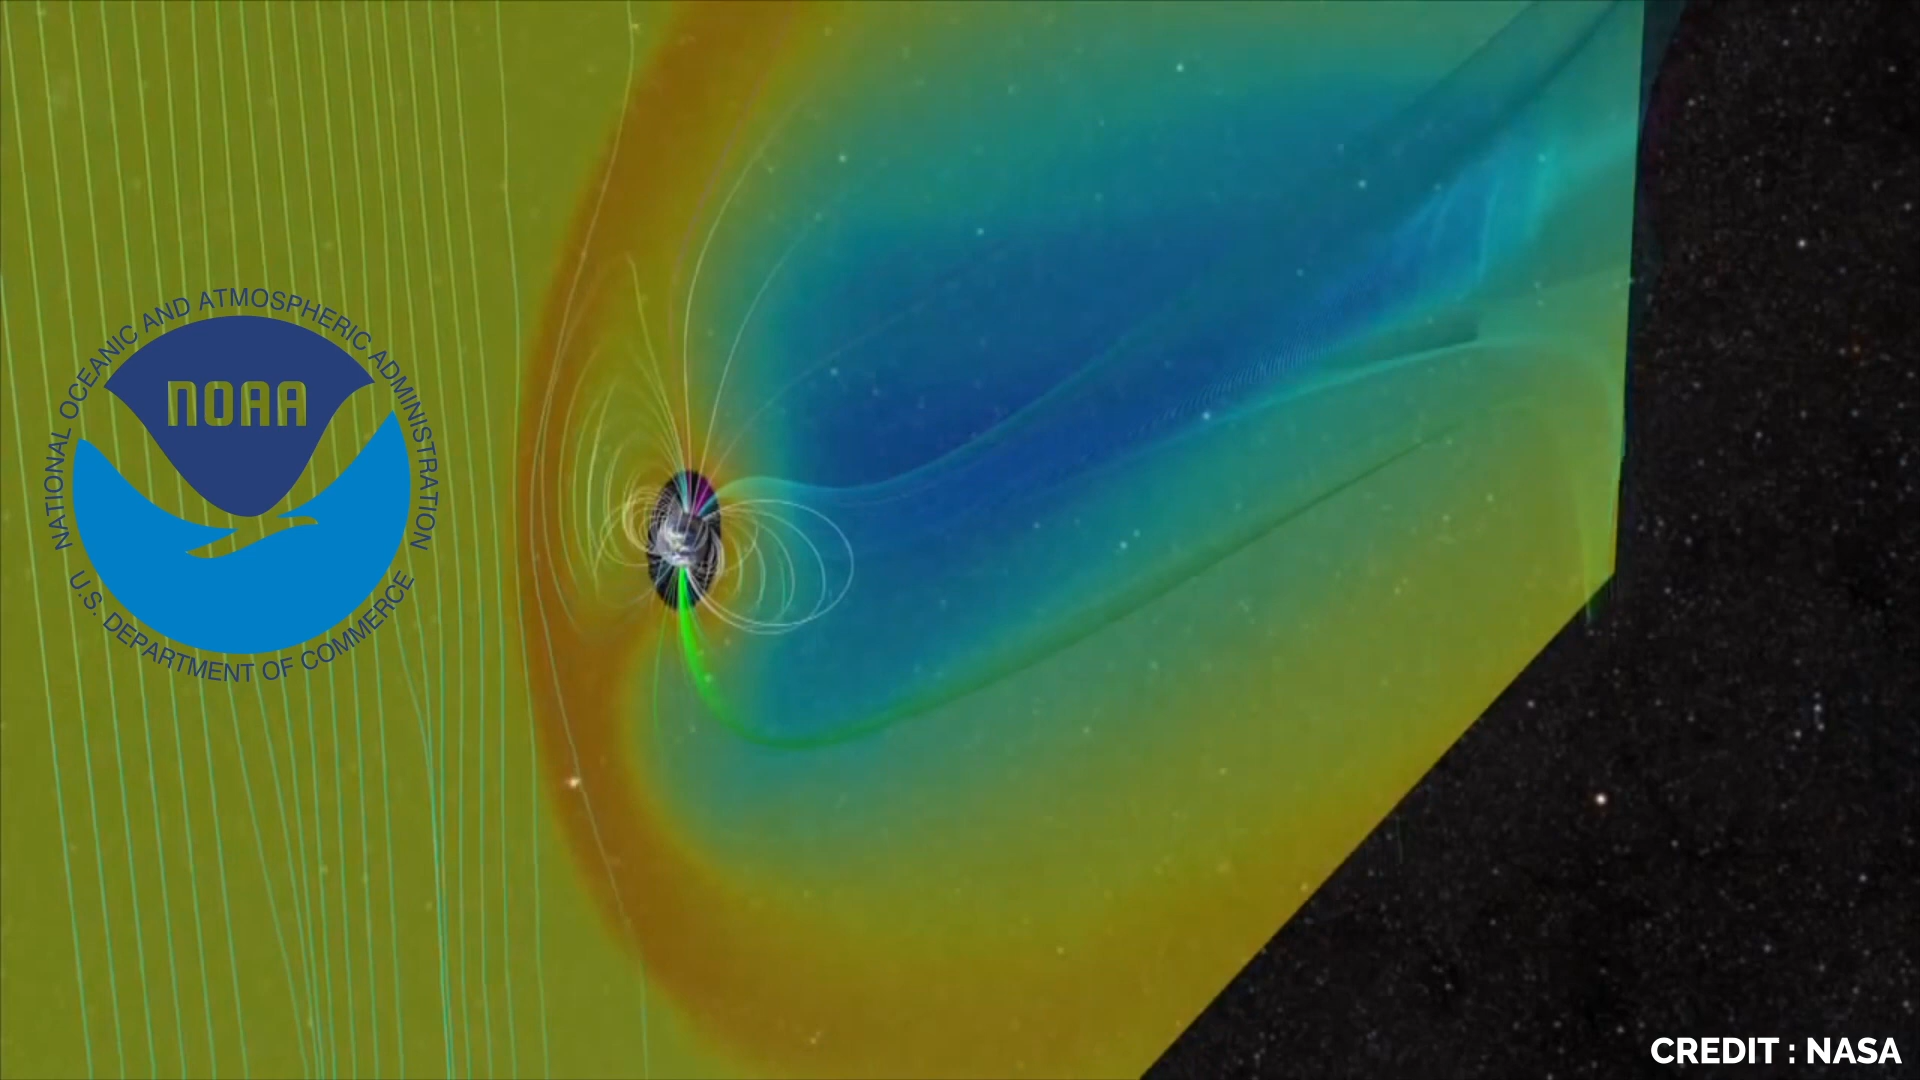 NATIONAL OCEANIC AND ATMOSPHERIC ADMINISTRATION
NOAA
U.S. DEPARTMENT OF COMMERCE
CREDIT : NASA